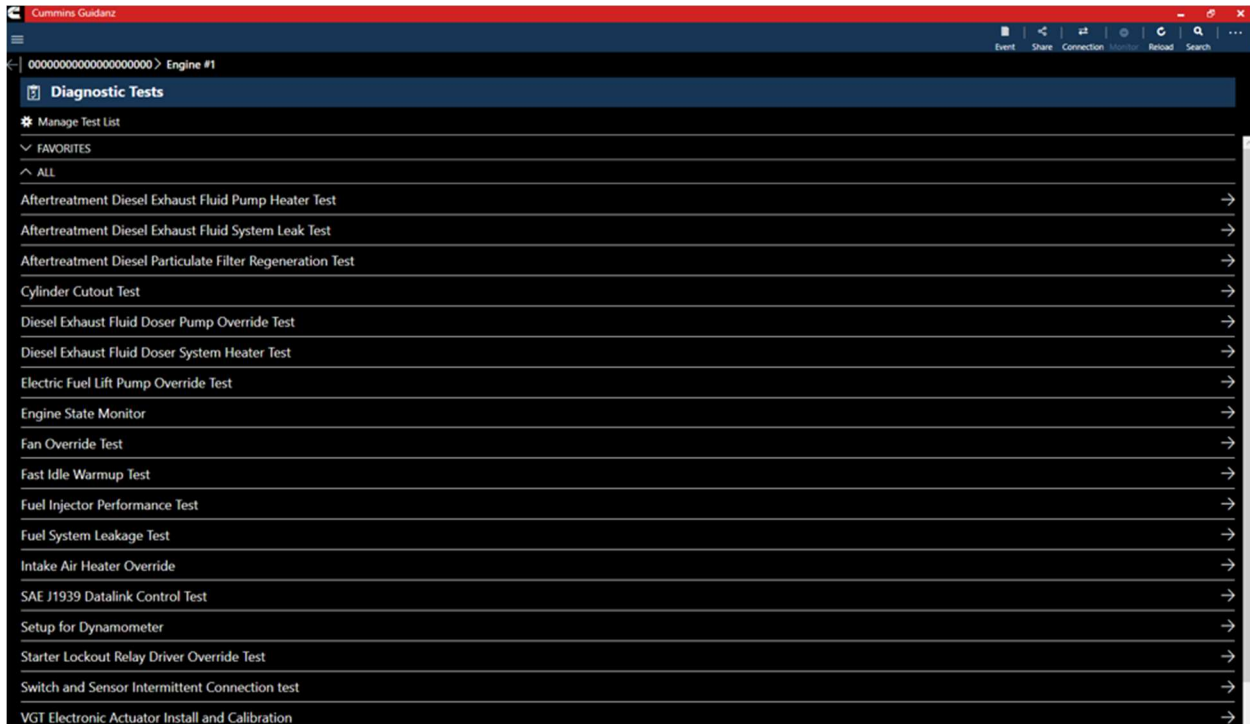 Cummins Guidanz
Event Share Connection Monitor Reload Search
00000000000000000000 > Engine #1
Diagnostic Tests
Manage Test List
FAVORITES
ALL
Aftertreatment Diesel Exhaust Fluid Pump Heater Test
Aftertreatment Diesel Exhaust Fluid System Leak Test
Aftertreatment Diesel Particulate Filter Regeneration Test
Cylinder Cutout Test
Diesel Exhaust Fluid Doser Pump Override Test
Diesel Exhaust Fluid Doser System Heater Test
Electric Fuel Lift Pump Override Test
Engine State Monitor
Fan Override Test
Fast Idle Warmup Test
Fuel Injector Performance Test
Fuel System Leakage Test
Intake Air Heater Override
SAE J1939 Datalink Control Test
Setup for Dynamometer
Starter Lockout Relay Driver Override Test
Switch and Sensor Intermittent Connection test
VGT Electronic Actuator Install and Calibration